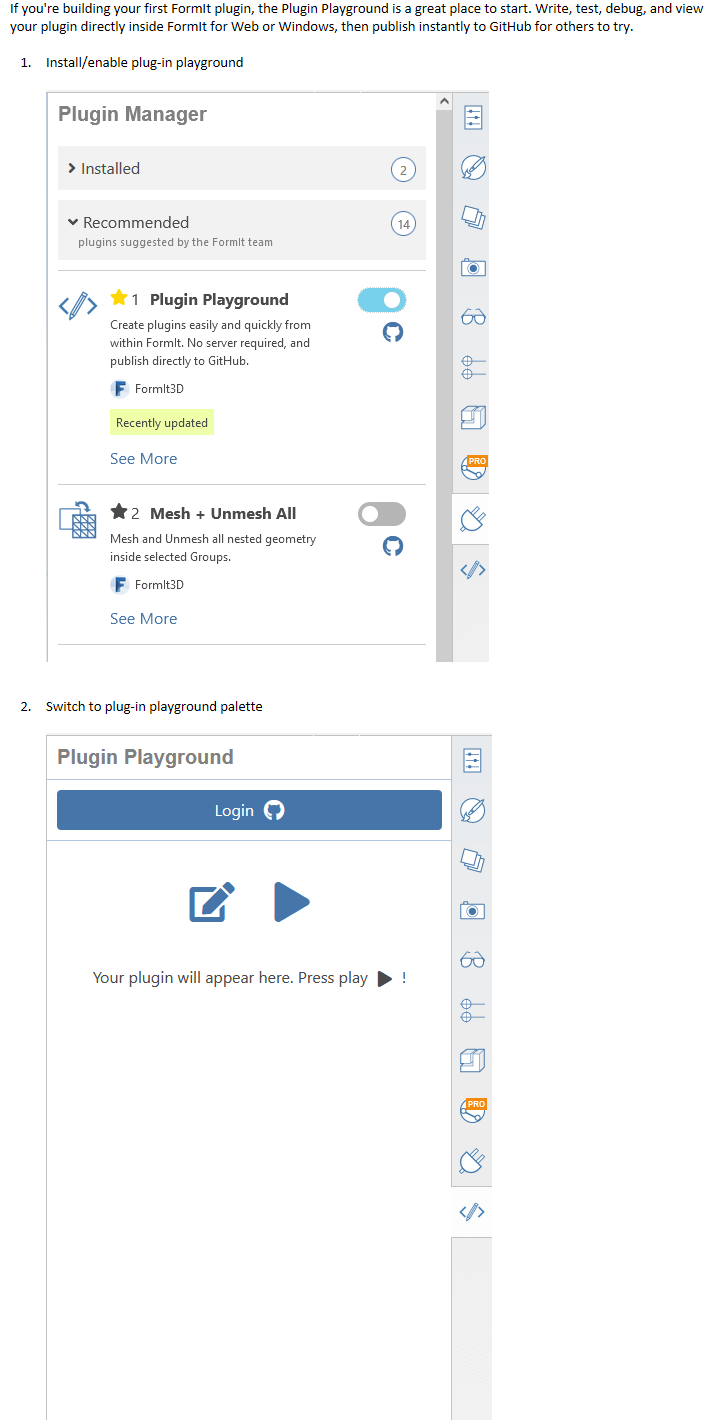 If you're building your first FormIt plugin, the Plugin Playground is a great place to start. Write, test, debug, and view
your plugin directly inside FormIt for Web or Windows, then publish instantly to GitHub for others to try.
1. Install/enable plug-in playground
Plugin Manager
Installed
2
Recommended
14
plugins suggested by the FormIt team
1 Plugin Playground
Create plugins easily and quickly from
within FormIt. No server required, and
publish directly to GitHub.
F FormIt3D
Recently updated
See More
PRO
2 Mesh + Unmesh All
Mesh and Unmesh all nested geometry
inside selected Groups.
F FormIt3D
See More
2. Switch to plug-in playground palette
Plugin Playground
Login
Your plugin will appear here. Press play !
PRO